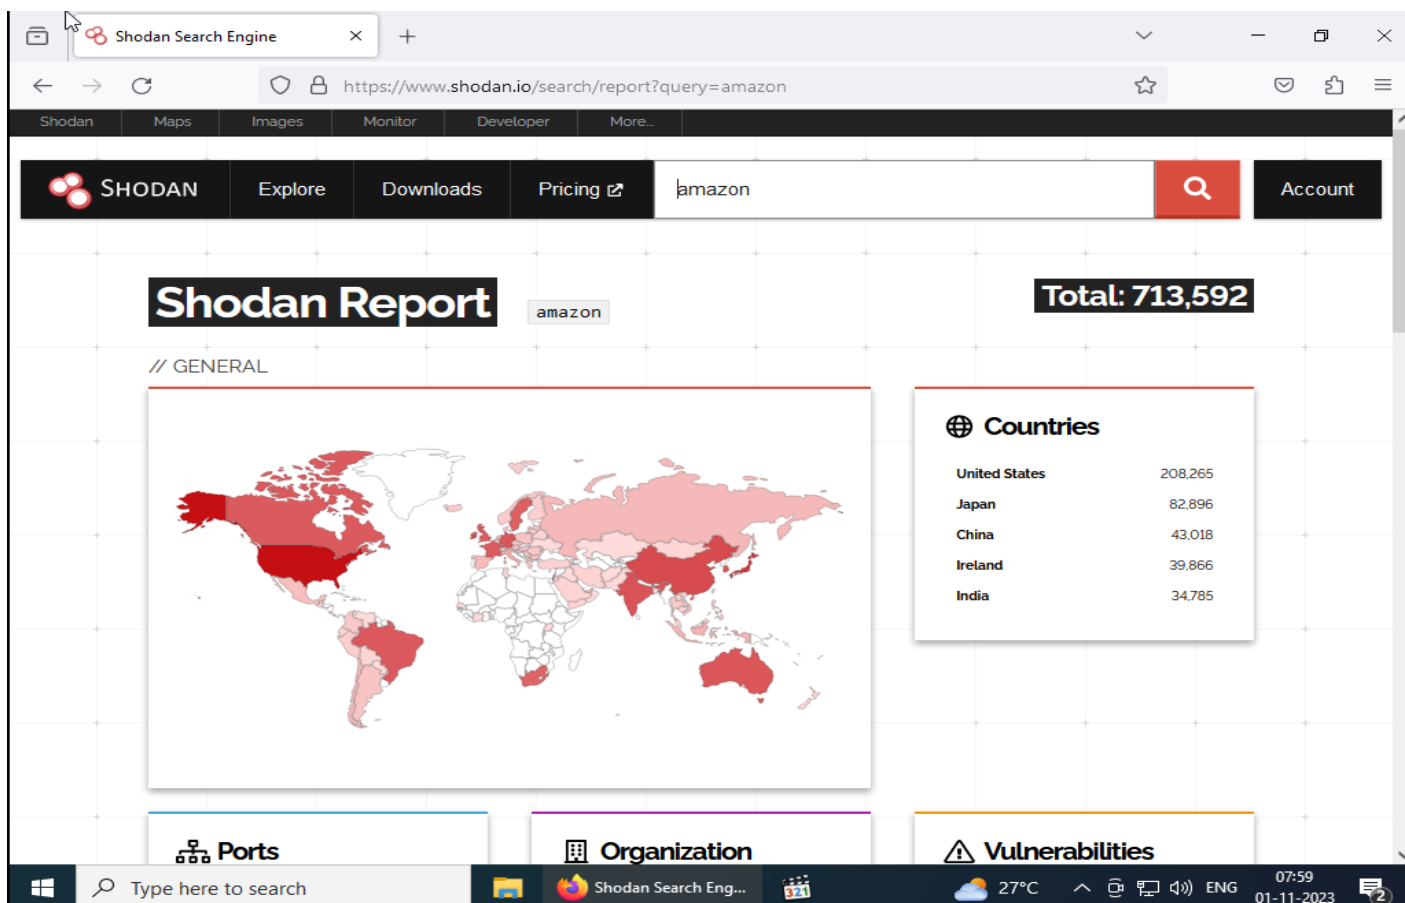 Shodan Search Engine
https://www.shodan.io/search/report?query=amazon
Shodan Maps Images Monitor Developer More...
SHODAN Explore Downloads Pricing amazon Account
Shodan Report amazon Total: 713,592
// GENERAL
Countries
United States 208,265
Japan 82,896
China 43,018
Ireland 39,866
India 34,785
Ports Organization Vulnerabilities
Type here to search Shodan Search Eng... 321 27°C ENG 07:59
01-11-2023 2